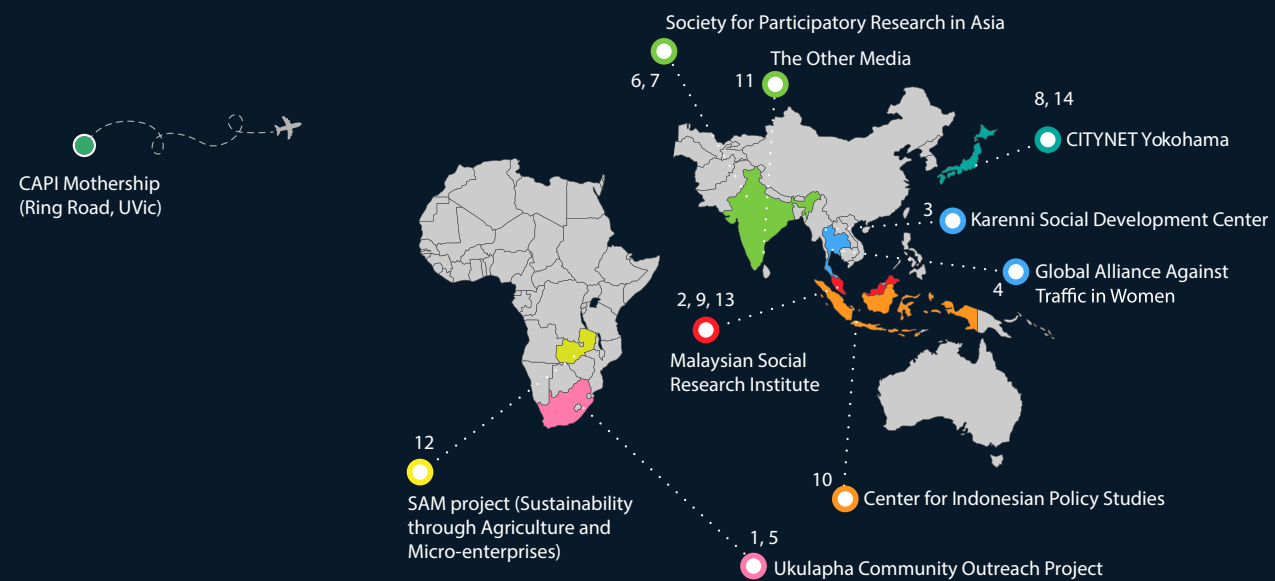 Society for Participatory Research in Asia
6, 7
The Other Media
11
8, 14
CITYNET Yokohama
CAPI Mothership
(Ring Road, UVic)
3
Karenni Social Development Center
Global Alliance Against
Traffic in Women
4
2, 9, 13
Malaysian Social
Research Institute
12
SAM project (Sustainability
through Agriculture and
Micro-enterprises)
10
Center for Indonesian Policy Studies
1, 5
Ukulapha Community Outreach Project